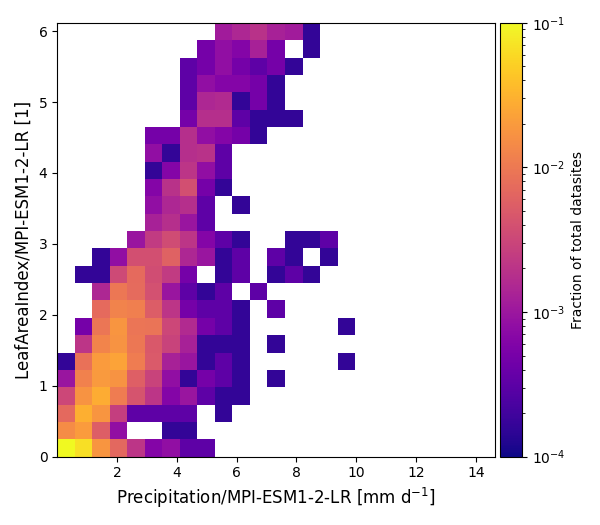 6
5
4
3
2
1
0
LeafAreaIndex/MPI-ESM1-2-LR [1]
2 4 6 8 10 12 14
Precipitation/MPI-ESM1-2-LR [mm d⁻¹]
10⁻¹
10⁻²
10⁻³
10⁻⁴
Fraction of total datasites